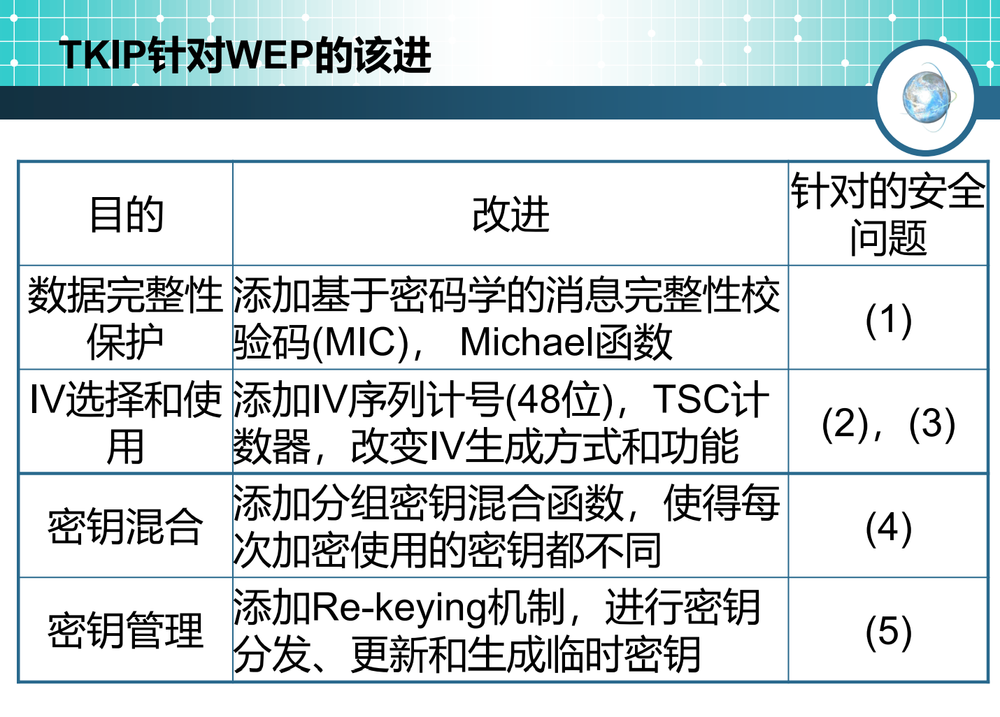 TKIP针对WEP的该进
目的
改进
针对的安全
问题
数据完整性
保护
添加基于密码学的消息完整性校
验码(MIC)， Michael函数
(1)
IV选择和使
用
添加IV序列计号(48位)，TSC计
数器，改变IV生成方式和功能
(2)，(3)
密钥混合
添加分组密钥混合函数，使得每
次加密使用的密钥都不同
(4)
密钥管理
添加Re-keying机制，进行密钥
分发、更新和生成临时密钥
(5)